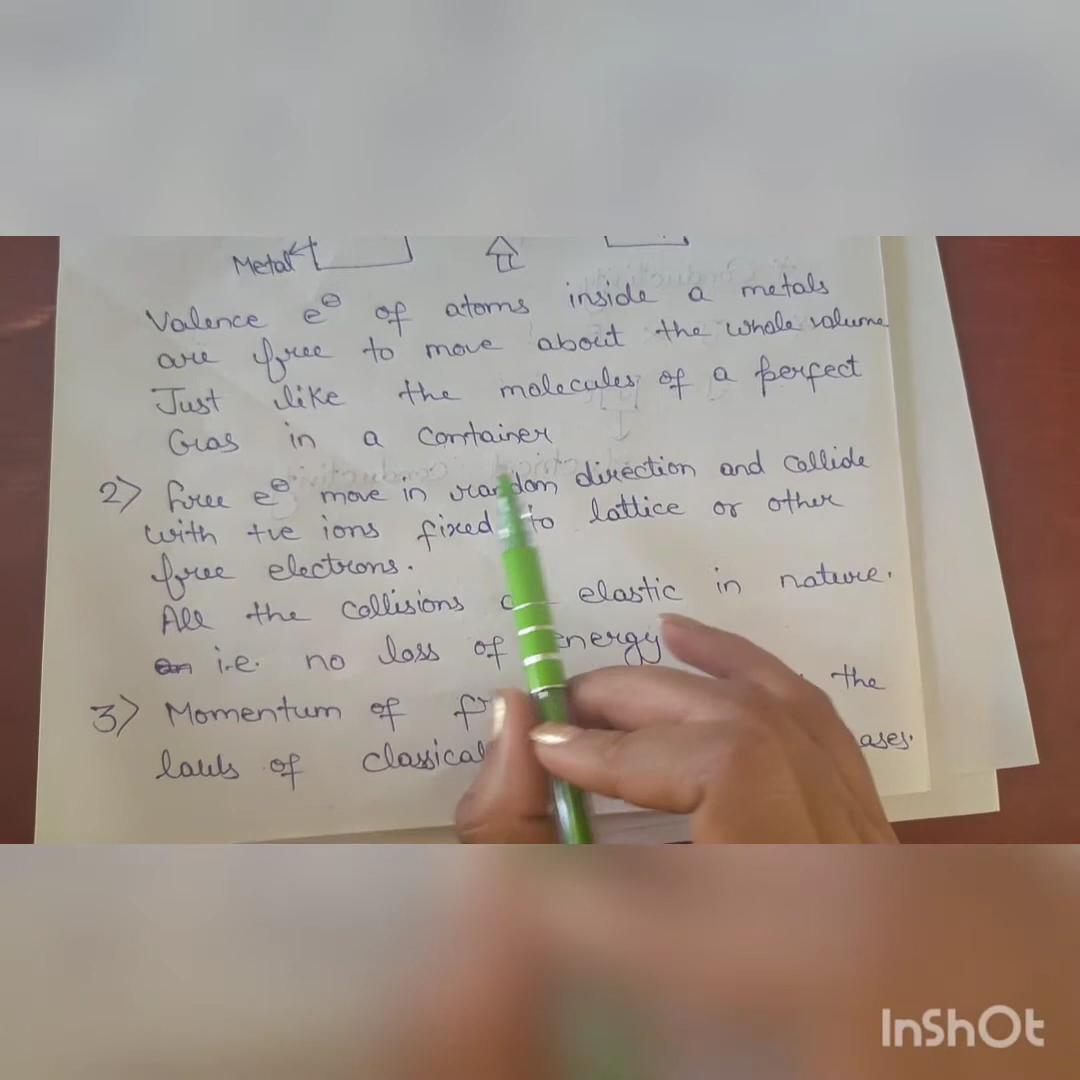 Metal
Valence e⊖ of atoms inside a metals
are free to move about the whole volume
Just like the molecules of a perfect
Gas in a container
2) free e⊖ move in random direction and collide
with +ve ions fixed to lattice or other
free electrons.
All the collisions elastic in nature.
i.e. no loss of energy
3) Momentum of the
laws of classical
InShOt